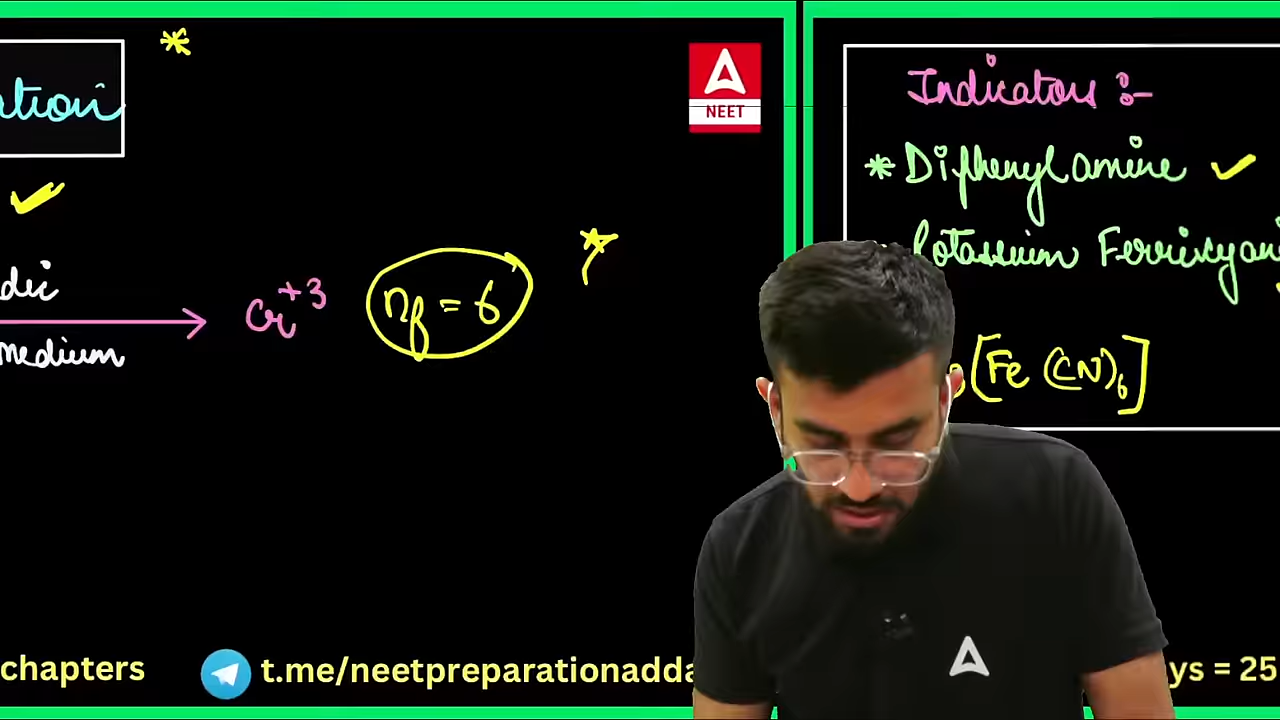 ation
*
NEET
✓
dic
medium
Cr+3
nf = 6
*
Indicators :-
* Diphenylamine ✓
Potassium Ferricyan
[Fe (CN)6]
chapters
t.me/neetpreparationadda
ys = 25